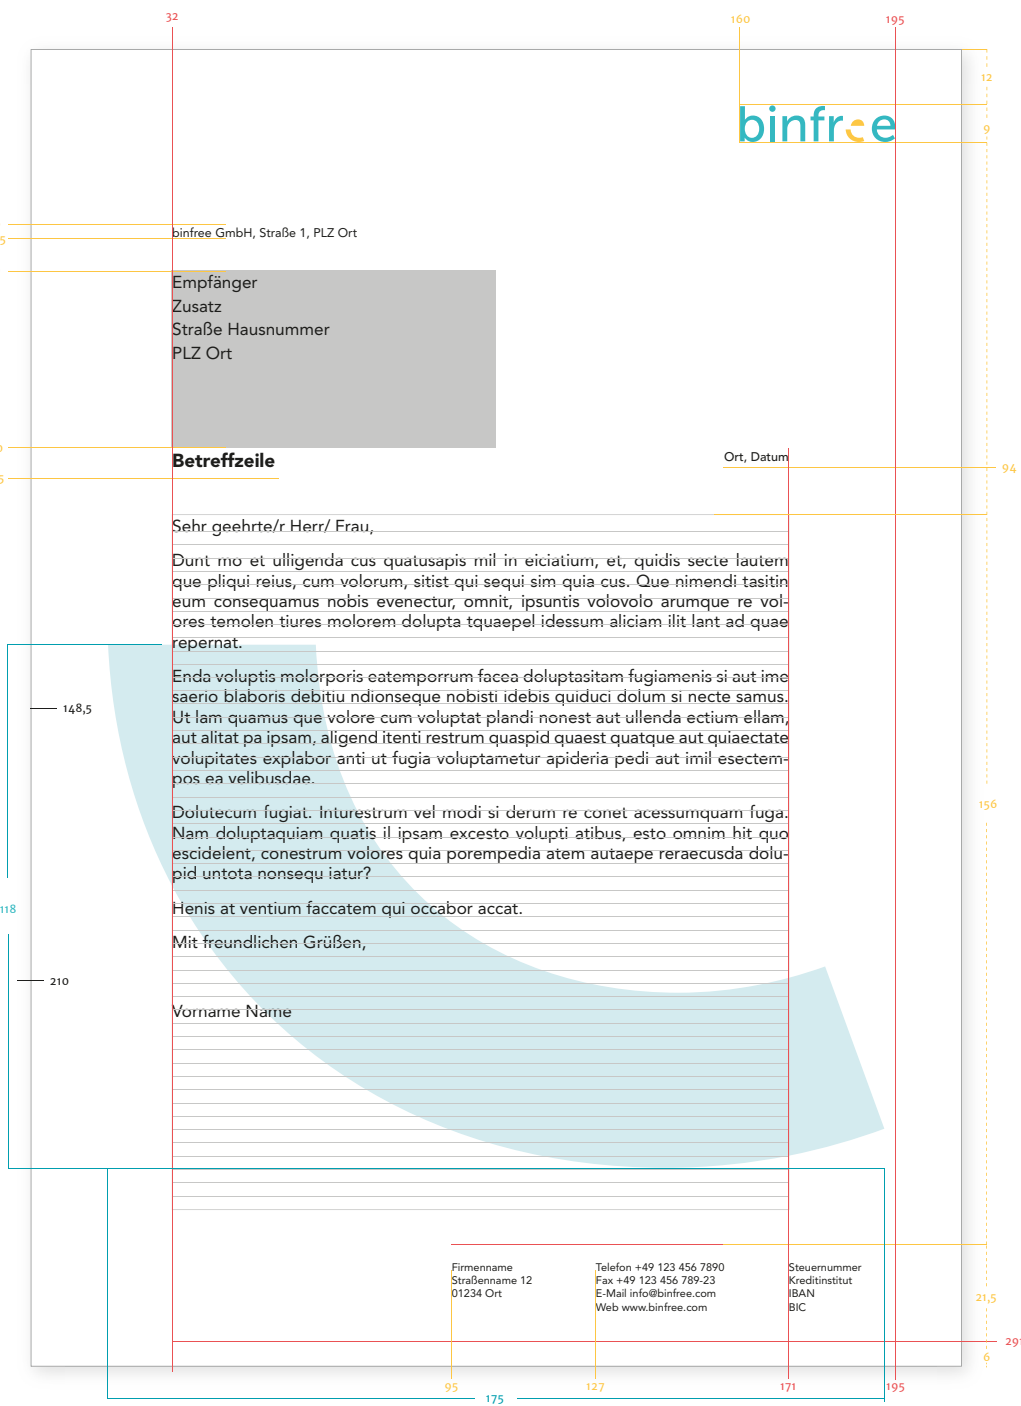 32
160
195
12
binfree
9
5
binfree GmbH, Straße 1, PLZ Ort
Empfänger
Zusatz
Straße Hausnummer
PLZ Ort
Betreffzeile
Ort, Datum
94
5
Sehr geehrte/r Herr/ Frau,
Dunt mo et ulligenda cus quatusapis mil in eiciatium, et, quidis secte lautem
que pliqui reius, cum volorum, sitist qui sequi sim quia cus. Que nimendi tasitin
eum consequamus nobis evenectur, omnit, ipsuntis volovolo arumque re vol-
ores temolen tiures molorem dolupta tquaepel idessum aliciam ilit lant ad quae
repernat.
Enda voluptis molorporis eatemporrum facea doluptasitam fugiamenis si aut ime
saerio blaboris debitiu ndionseque nobisti idebis quiduci dolum si necte samus.
148,5
Ut lam quamus que volore cum voluptat plandi nonest aut ullenda ectium ellam,
aut alitat pa ipsam, aligend itenti restrum quaspid quaest quatque aut quiaectate
volupitates explabor anti ut fugia voluptametur apideria pedi aut imil esectem-
pos ea velibusdae.
156
Dolutecum fugiat. Inturestrum vel modi si derum re conet acessumquam fuga.
Nam doluptaquiam quatis il ipsam excesto volupti atibus, esto omnim hit quo
escidelent, conestrum volores quia porempedia atem autaepe reraecusda dolu-
pid untota nonsequ iatur?
118
Henis at ventium faccatem qui occabor accat.
Mit freundlichen Grüßen,
210
Vorname Name
Firmenname
Straßenname 12
01234 Ort
Telefon +49 123 456 7890
Fax +49 123 456 789-23
E-Mail info@binfree.com
Web www.binfree.com
Steuernummer
Kreditinstitut
IBAN
BIC
21,5
291
6
95
127
171
195
175